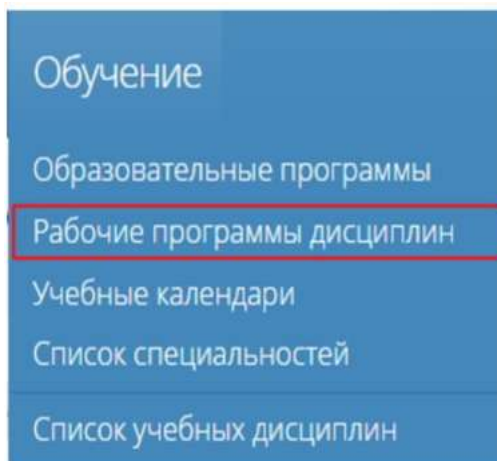 Обучение
Образовательные программы
Рабочие программы дисциплин
Учебные календари
Список специальностей
Список учебных дисциплин